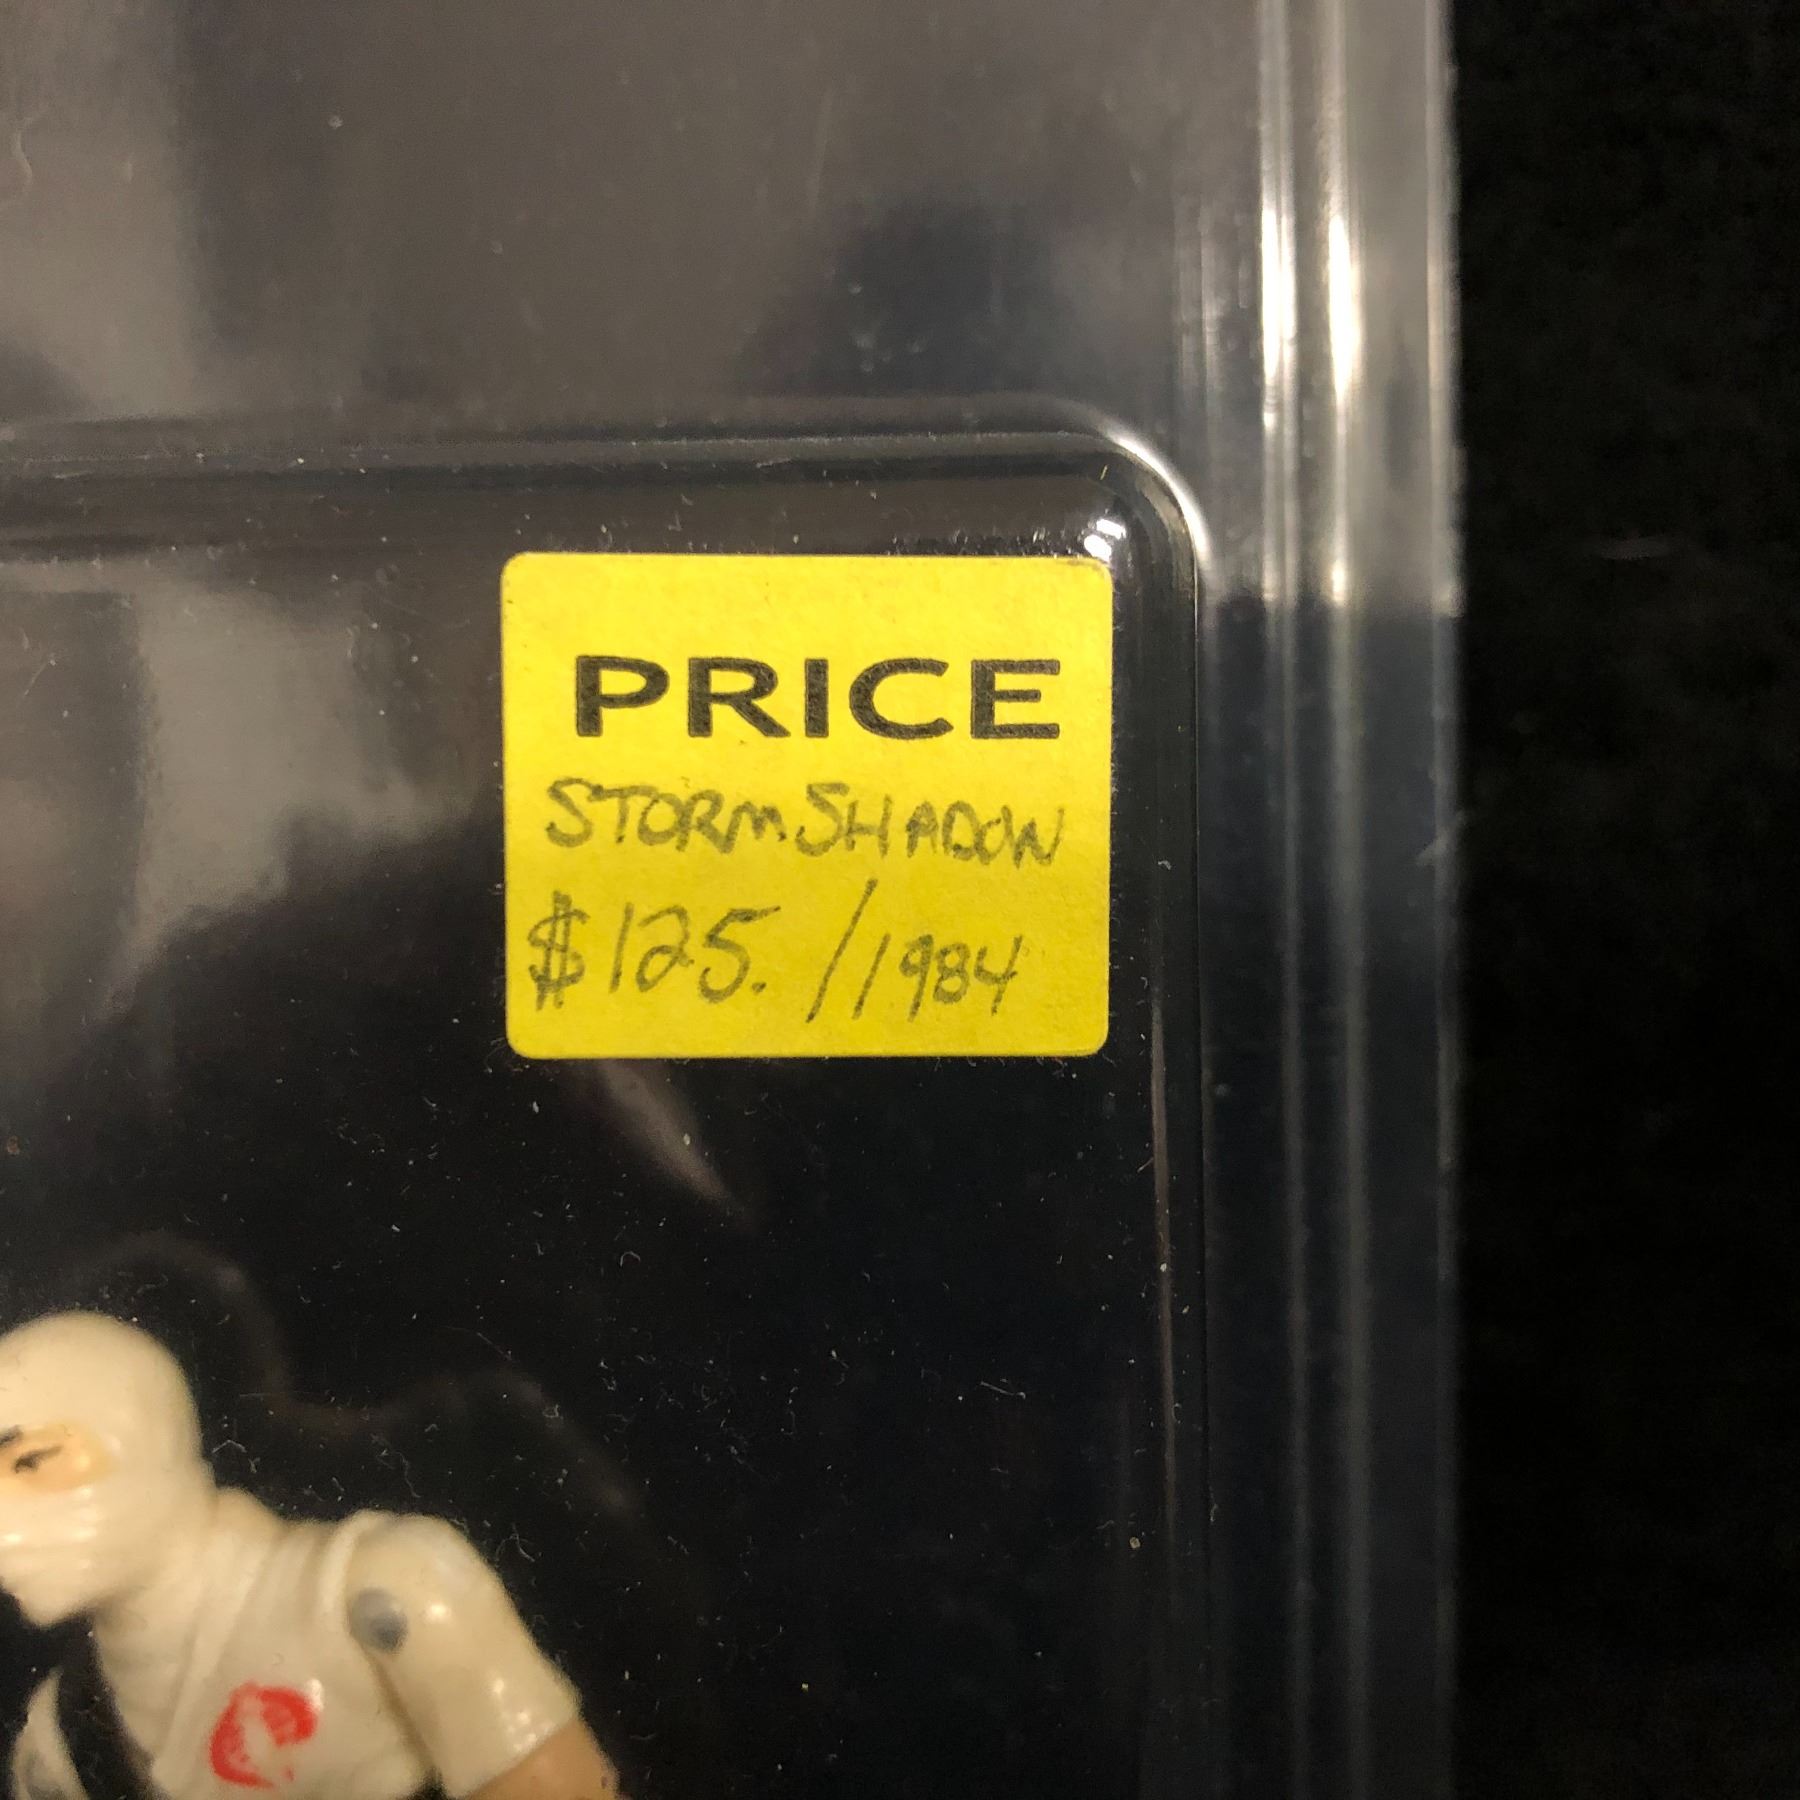 PRICE
STORM SHADOW
$125. / 1984